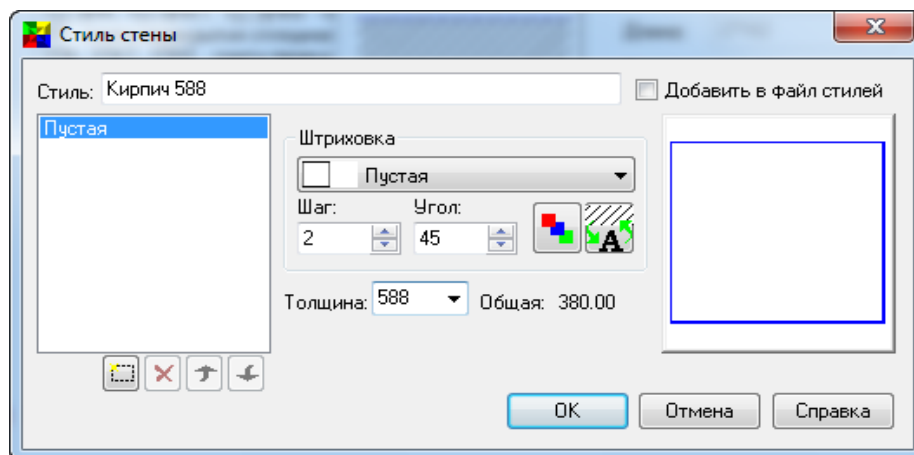 Стиль стены
Стиль: Кирпич 588
Добавить в файл стилей
Пустая
Штриховка
Пустая
Шаг: Угол:
2 45
A
Толщина: 588 Общая: 380.00
OK Отмена Справка